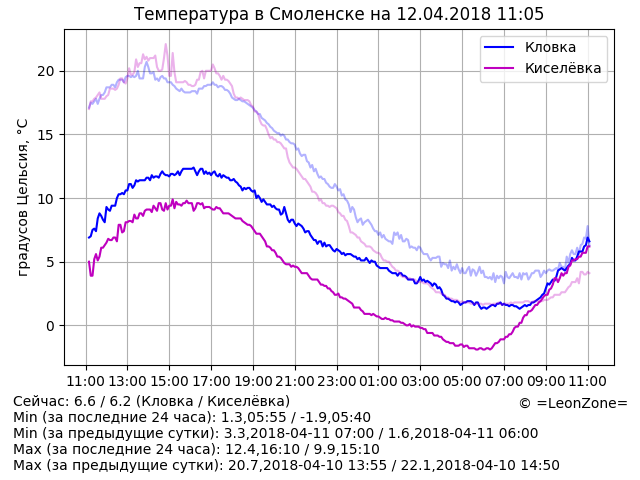 Температура в Смоленске на 12.04.2018 11:05
градусов Цельсия, °C
20
15
10
5
0
Кловка
Киселёвка
11:00 13:00 15:00 17:00 19:00 21:00 23:00 01:00 03:00 05:00 07:00 09:00 11:00
Сейчас: 6.6 / 6.2 (Кловка / Киселёвка)
© =LeonZone=
Min (за последние 24 часа): 1.3,05:55 / -1.9,05:40
Min (за предыдущие сутки): 3.3,2018-04-11 07:00 / 1.6,2018-04-11 06:00
Max (за последние 24 часа): 12.4,16:10 / 9.9,15:10
Max (за предыдущие сутки): 20.7,2018-04-10 13:55 / 22.1,2018-04-10 14:50